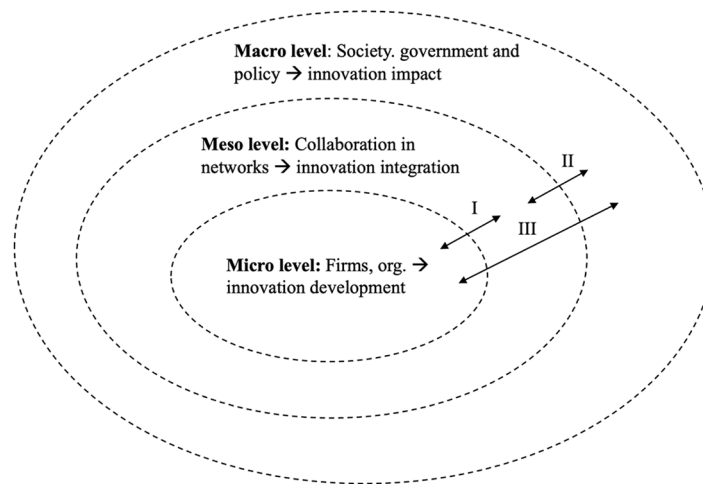 Macro level: Society. government and
policy → innovation impact
Meso level: Collaboration in
networks → innovation integration
II
I
III
Micro level: Firms, org. →
innovation development